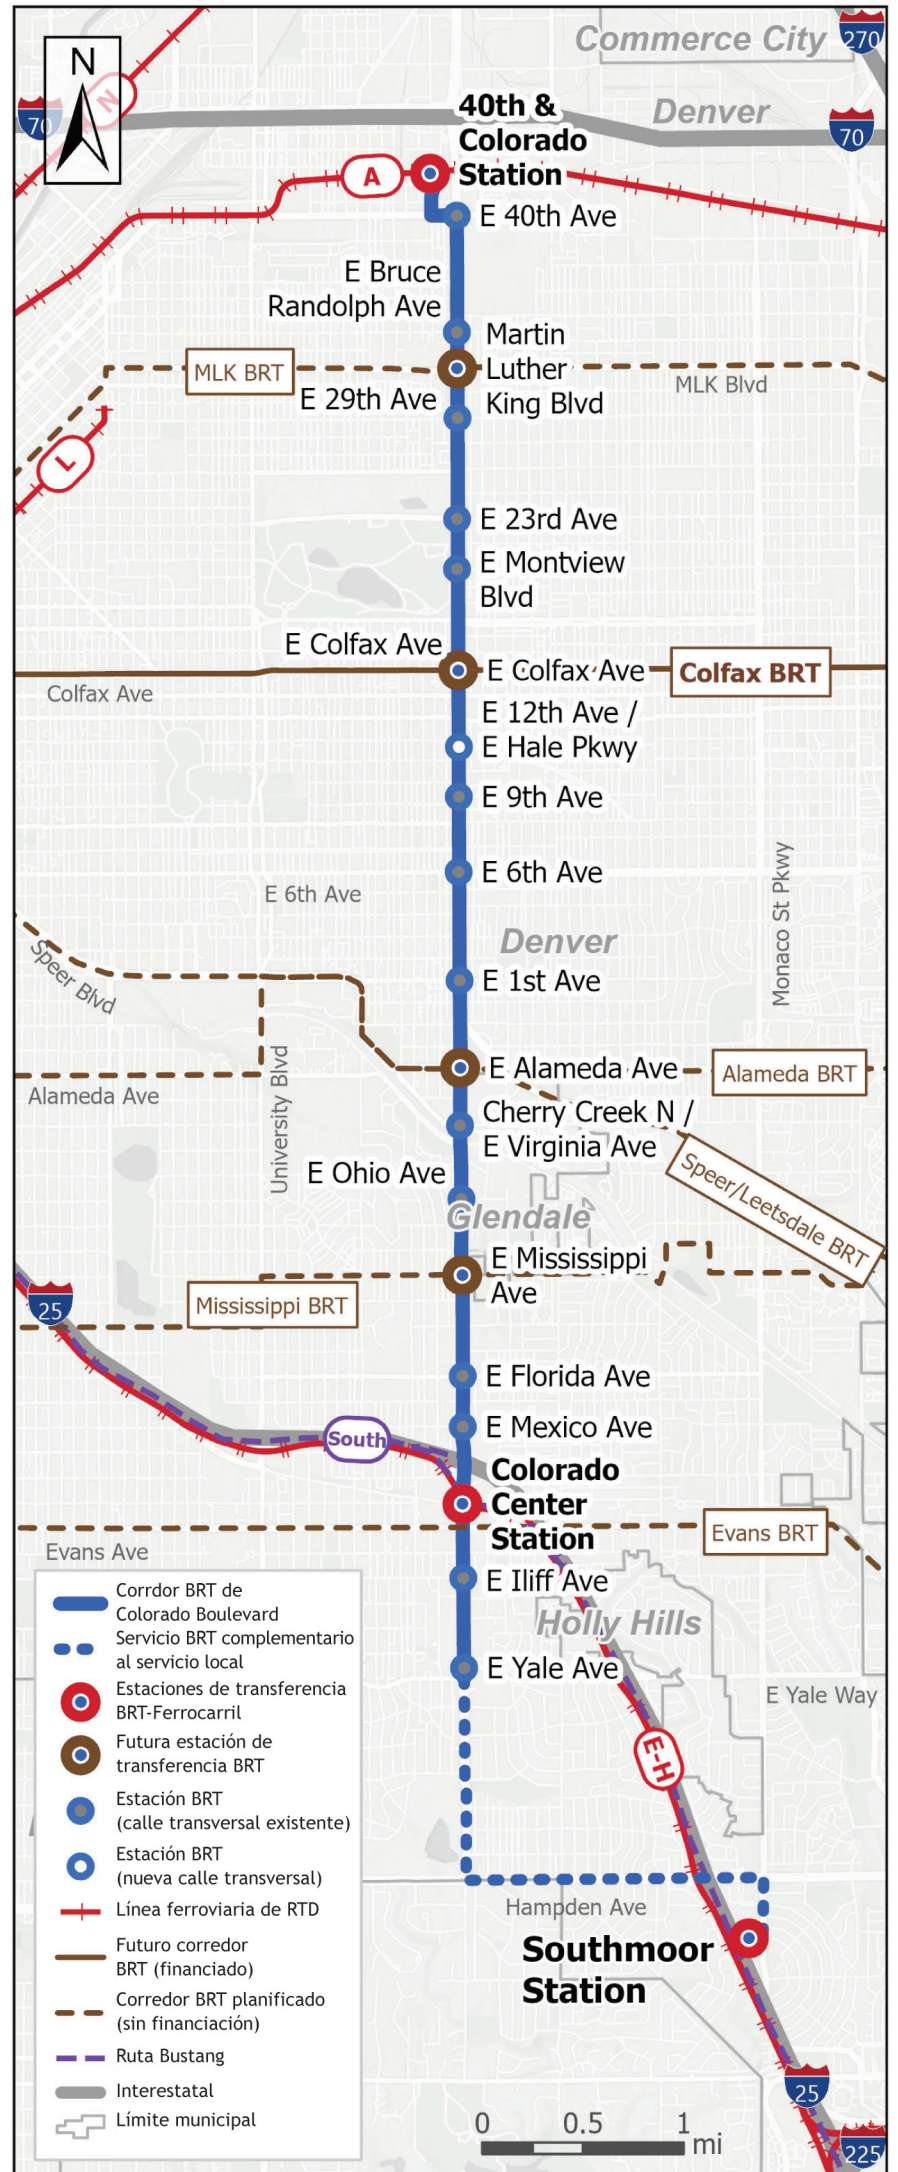 Commerce City
270
N
N
70
40th &
Colorado
Station
Denver
70
A
E 40th Ave
E Bruce
Randolph Ave
Martin
Luther
King Blvd
MLK BRT
MLK Blvd
E 29th Ave
L
E 23rd Ave
E Montview
Blvd
E Colfax Ave
E Colfax Ave
Colfax BRT
Colfax Ave
E 12th Ave /
E Hale Pkwy
E 9th Ave
E 6th Ave
E 6th Ave
Monaco St Pkwy
Denver
Speer Blvd
E 1st Ave
E Alameda Ave
Alameda BRT
Alameda Ave
University Blvd
Cherry Creek N /
E Virginia Ave
E Ohio Ave
Speer/Leetsdale BRT
Glendale
E Mississippi
Ave
25
Mississippi BRT
E Florida Ave
E Mexico Ave
South
Colorado
Center
Station
Evans BRT
Evans Ave
E Iliff Ave
Holly Hills
E Yale Ave
E Yale Way
E-H
Hampden Ave
Southmoor
Station
25
225
Corrdor BRT de
Colorado Boulevard
Servicio BRT complementario
al servicio local
Estaciones de transferencia
BRT-Ferrocarril
Futura estación de
transferencia BRT
Estación BRT
(calle transversal existente)
Estación BRT
(nueva calle transversal)
Línea ferroviaria de RTD
Futuro corredor
BRT (financiado)
Corredor BRT planificado
(sin financiación)
Ruta Bustang
Interestatal
Límite municipal
0 0.5 1
mi